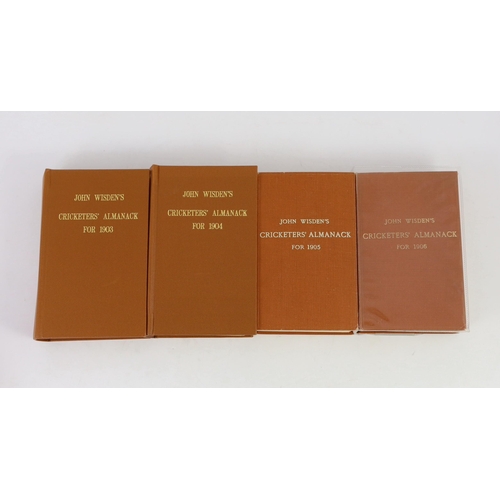 JOHN WISDEN'S
CRICKETERS' ALMANACK
FOR 1903
JOHN WISDEN'S
CRICKETERS' ALMANACK
FOR 1904
JOHN WISDEN'S
CRICKETERS' ALMANACK
FOR 1905
JOHN WISDEN'S
CRICKETERS' ALMANACK
FOR